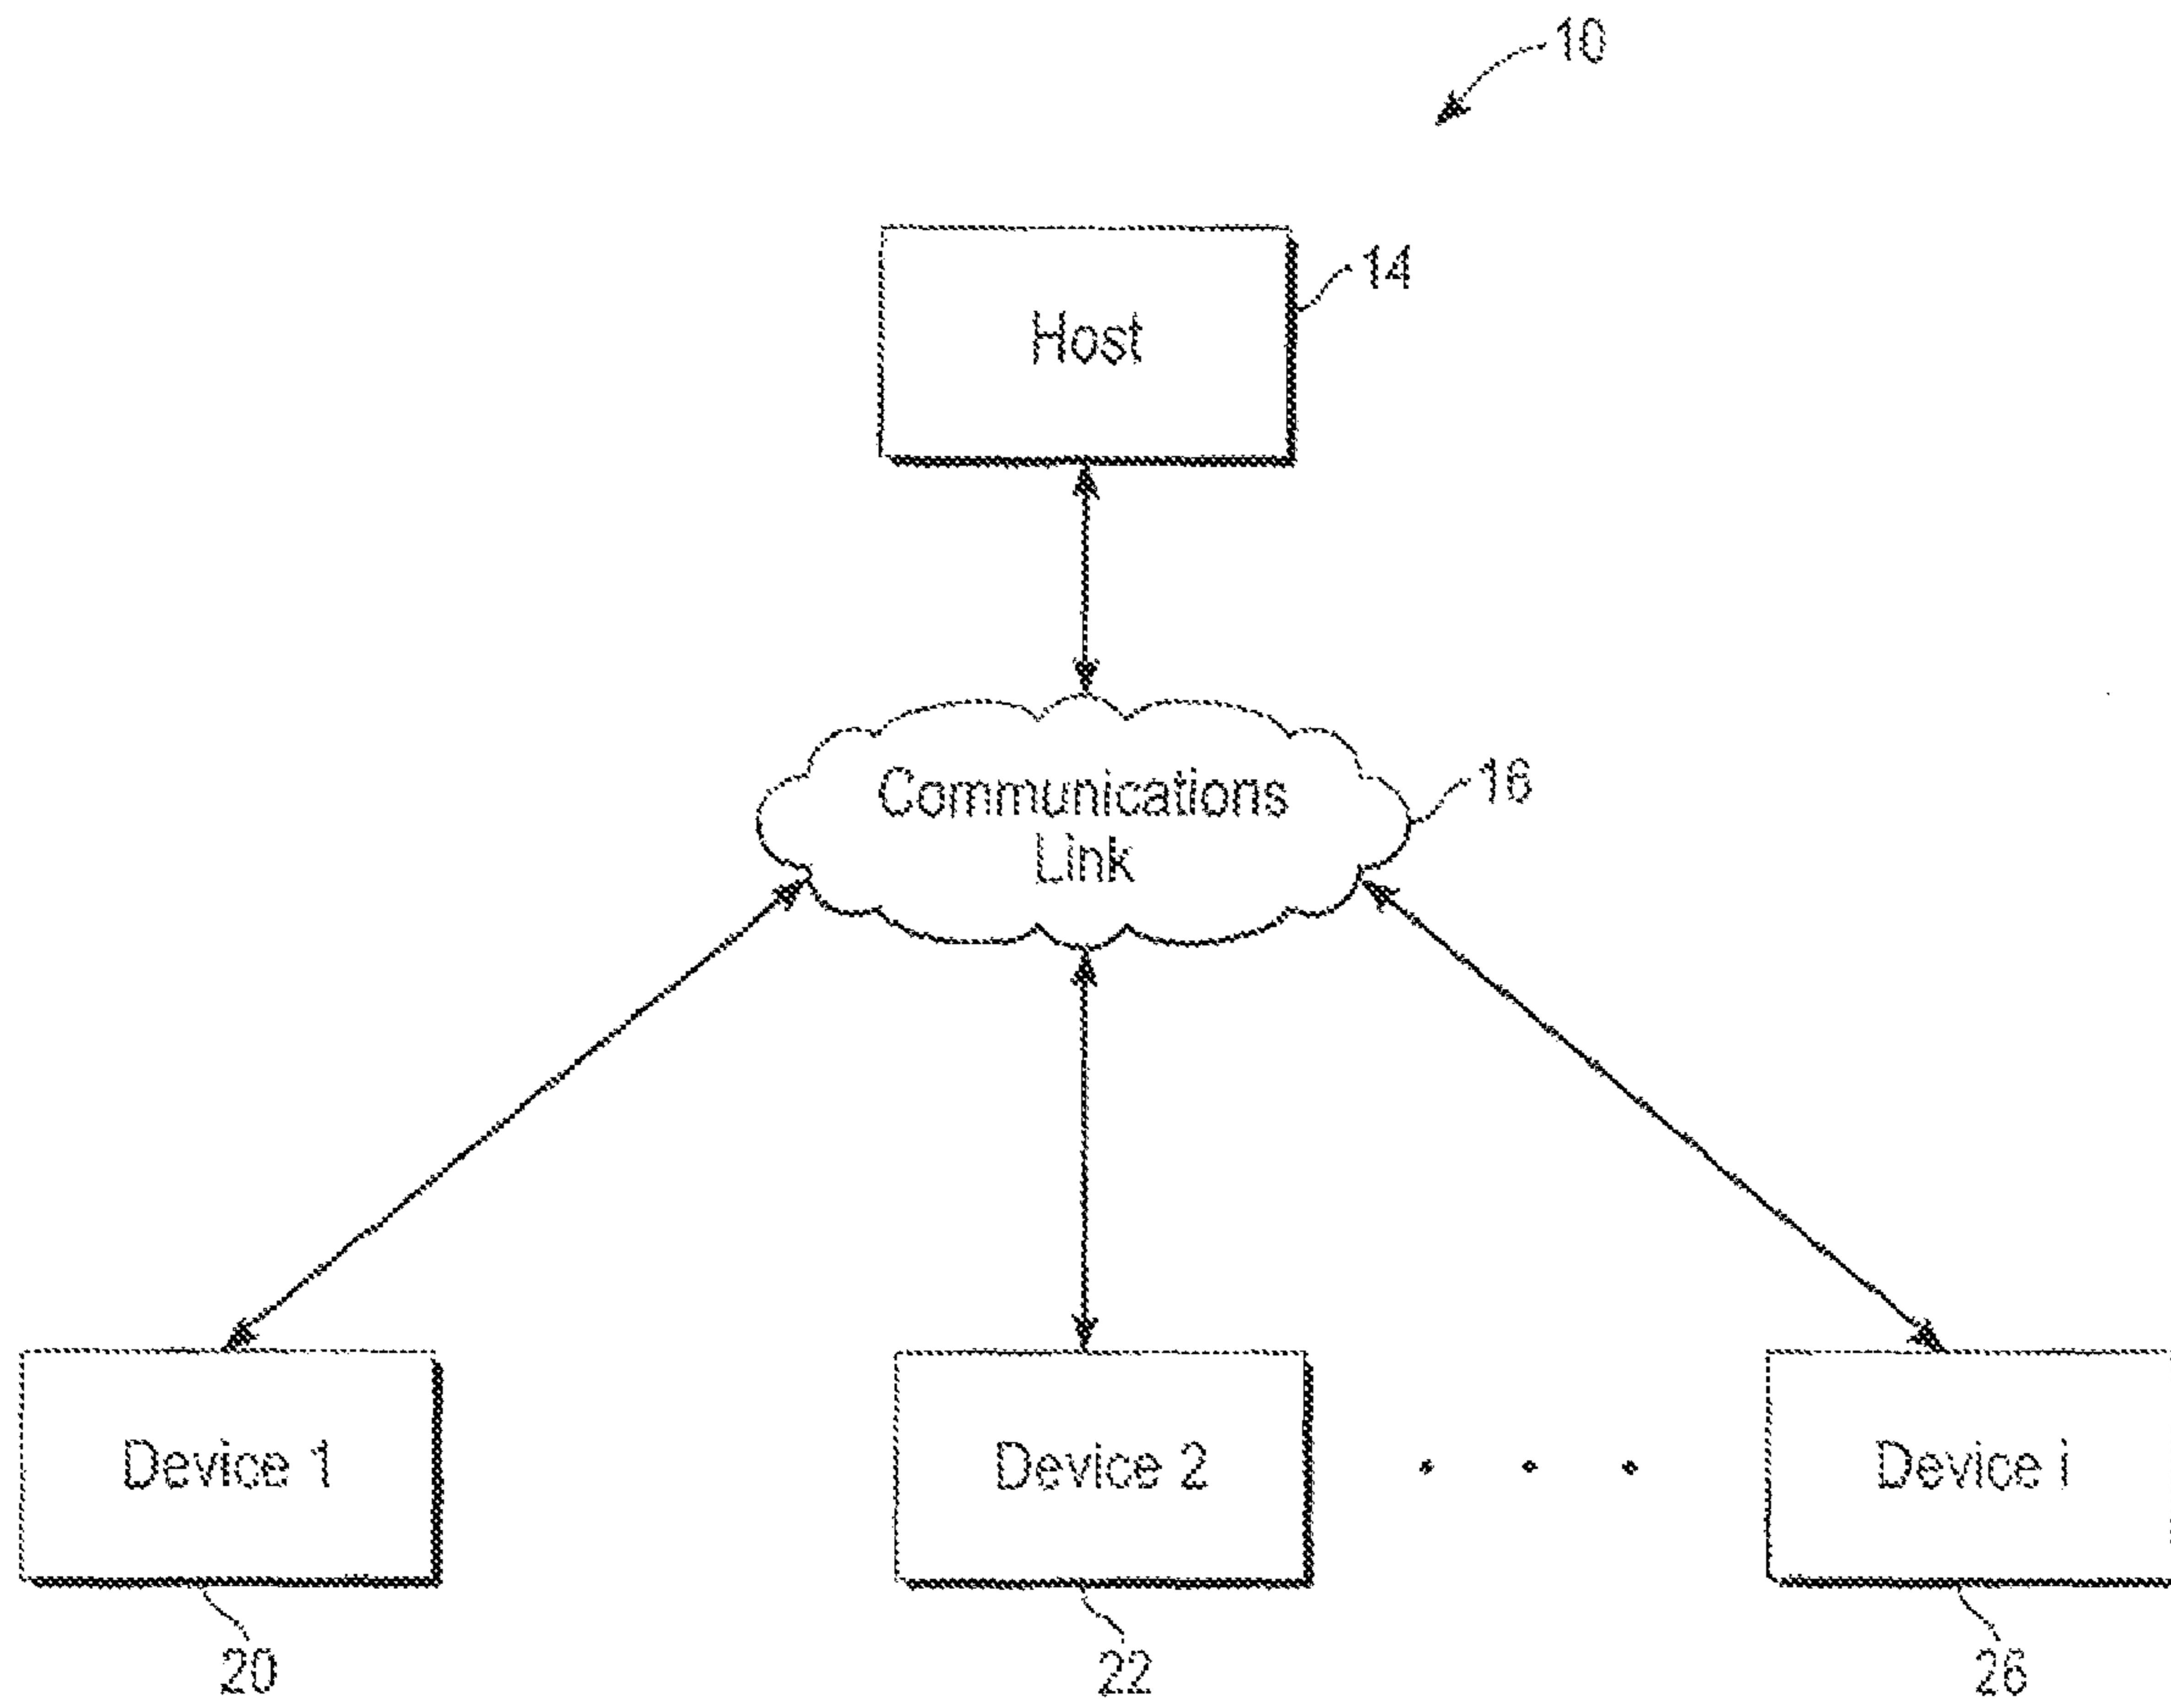 10
14
Host
Communications
Link
16
Device 1
Device 2
Device i
20
22
26